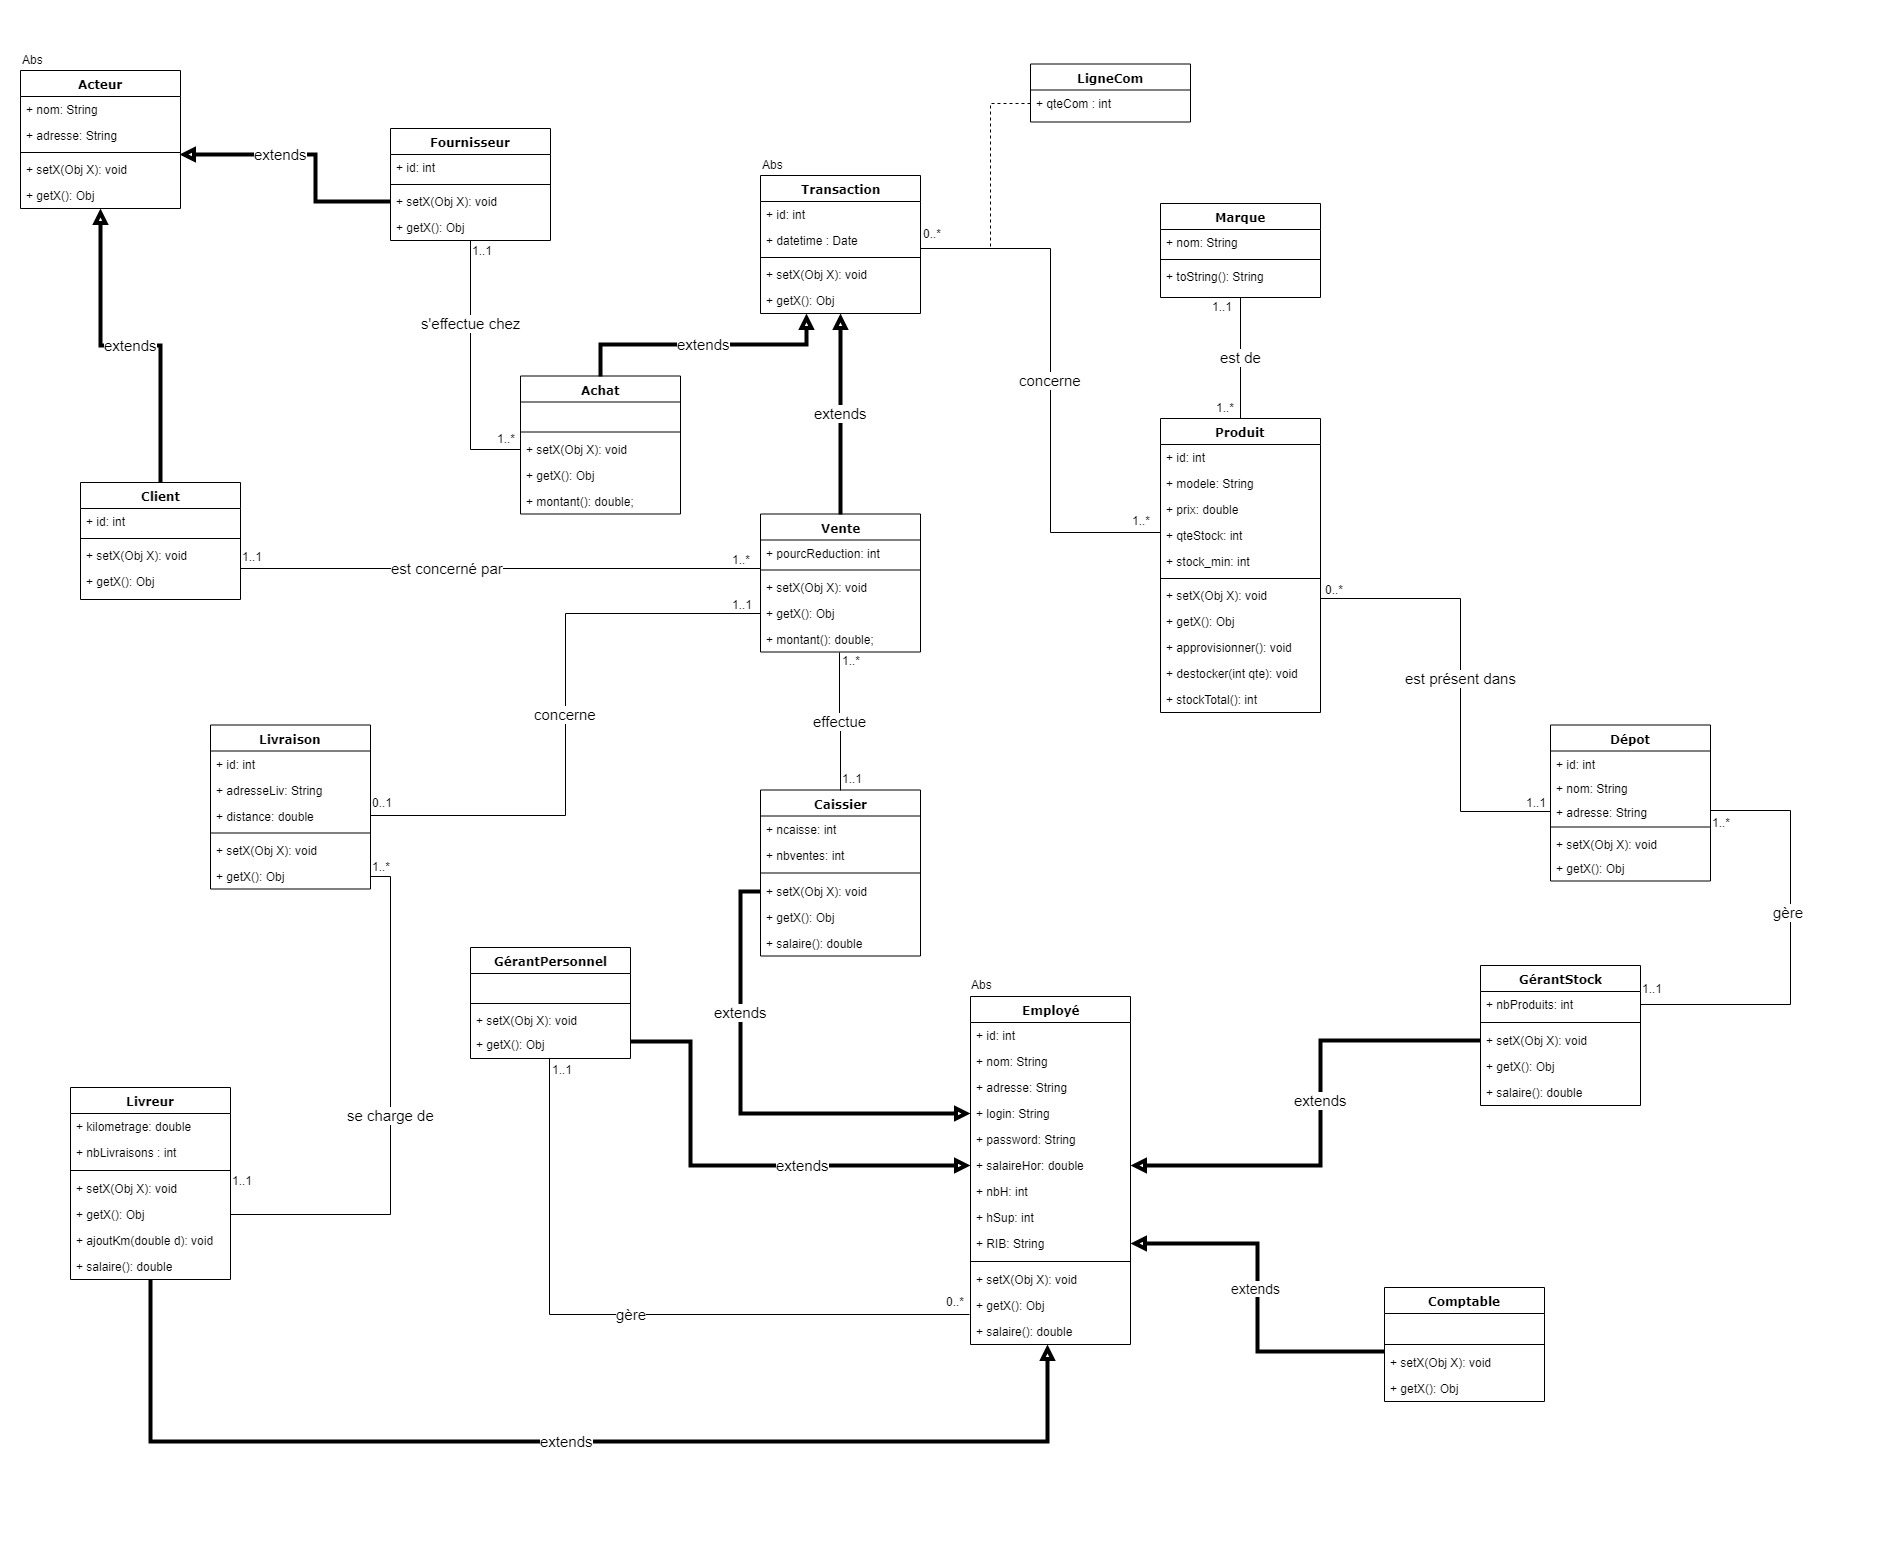 Abs
Acteur
+ nom: String
+ adresse: String
+ setX(Obj X): void
+ getX(): Obj
extends
Fournisseur
+ id: int
+ setX(Obj X): void
+ getX(): Obj
1..1
s'effectue chez
1..*
extends
Abs
Transaction
+ id: int
+ datetime : Date
+ setX(Obj X): void
+ getX(): Obj
0..*
LigneCom
+ qteCom : int
concerne
1..*
Marque
+ nom: String
+ toString(): String
1..1
est de
1..*
Achat
+ setX(Obj X): void
+ getX(): Obj
+ montant(): double;
extends
extends
Produit
+ id: int
+ modele: String
+ prix: double
+ qteStock: int
+ stock_min: int
+ setX(Obj X): void
+ getX(): Obj
+ approvisionner(): void
+ destocker(int qte): void
+ stockTotal(): int
0..*
est présent dans
1..1
Client
+ id: int
+ setX(Obj X): void
+ getX(): Obj
1..1
est concerné par
1..*
Vente
+ pourcReduction: int
+ setX(Obj X): void
+ getX(): Obj
+ montant(): double;
1..1
concerne
0..1
1..*
effectue
1..1
Livraison
+ id: int
+ adresseLiv: String
+ distance: double
+ setX(Obj X): void
+ getX(): Obj
1..*
se charge de
1..1
Caissier
+ ncaisse: int
+ nbventes: int
+ setX(Obj X): void
+ getX(): Obj
+ salaire(): double
extends
Dépot
+ id: int
+ nom: String
+ adresse: String
+ setX(Obj X): void
+ getX(): Obj
1..*
gère
1..1
GérantPersonnel
+ setX(Obj X): void
+ getX(): Obj
1..1
extends
gère
0..*
Abs
Employé
+ id: int
+ nom: String
+ adresse: String
+ login: String
+ password: String
+ salaireHor: double
+ nbH: int
+ hSup: int
+ RIB: String
+ setX(Obj X): void
+ getX(): Obj
+ salaire(): double
GérantStock
+ nbProduits: int
+ setX(Obj X): void
+ getX(): Obj
+ salaire(): double
extends
Livreur
+ kilometrage: double
+ nbLivraisons : int
+ setX(Obj X): void
+ getX(): Obj
+ ajoutKm(double d): void
+ salaire(): double
extends
extends
Comptable
+ setX(Obj X): void
+ getX(): Obj